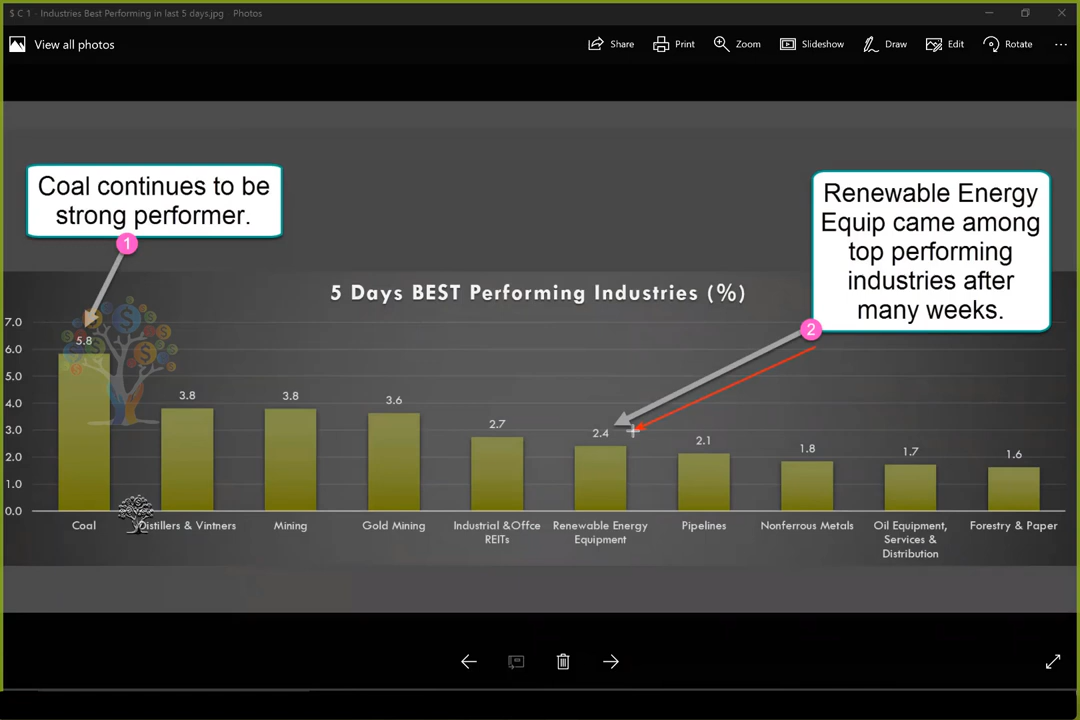 $ C 1 - Industries Best Performing in last 5 days.jpg - Photos
View all photos
Share
Print
Zoom
Slideshow
Draw
Edit
Rotate
Coal continues to be
strong performer.
1
Renewable Energy
Equip came among
top performing
industries after
many weeks.
2
5 Days BEST Performing Industries (%)
7.0
6.0
5.0
4.0
3.0
2.0
1.0
0.0
5.8
3.8
3.8
3.6
2.7
2.4
2.1
1.8
1.7
1.6
Coal
Distillers & Vintners
Mining
Gold Mining
Industrial &Offce
REITs
Renewable Energy
Equipment
Pipelines
Nonferrous Metals
Oil Equipment,
Services &
Distribution
Forestry & Paper